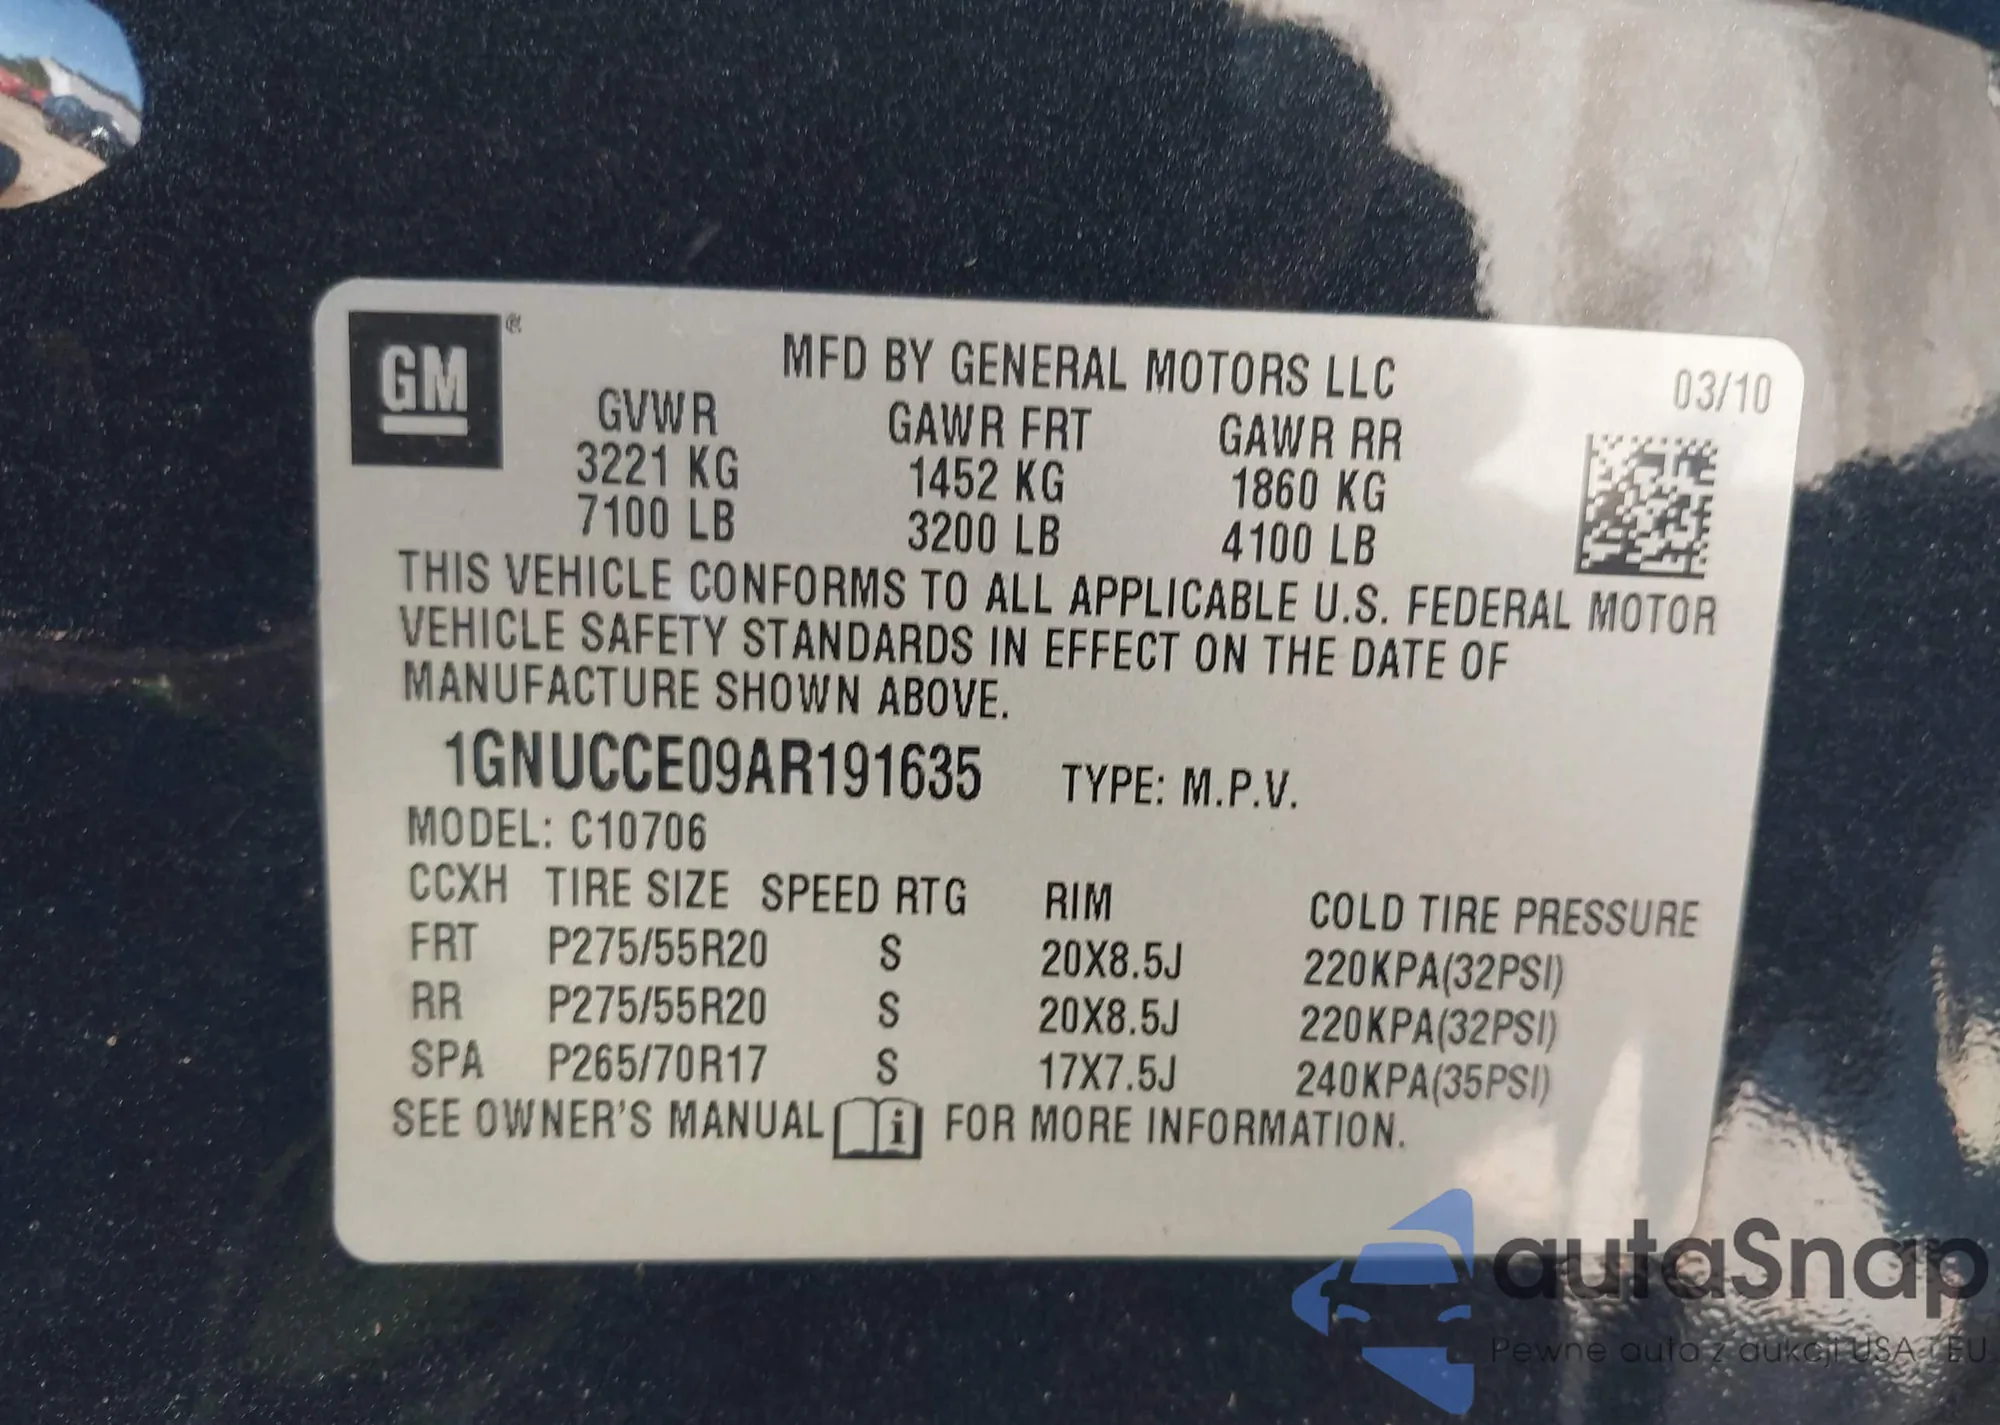 GM
MFD BY GENERAL MOTORS LLC
03/10
GVWR GAWR FRT GAWR RR
3221 KG 1452 KG 1860 KG
7100 LB 3200 LB 4100 LB
THIS VEHICLE CONFORMS TO ALL APPLICABLE U.S. FEDERAL MOTOR
VEHICLE SAFETY STANDARDS IN EFFECT ON THE DATE OF
MANUFACTURE SHOWN ABOVE.
1GNUCCE09AR191635 TYPE: M.P.V.
MODEL: C10706
CCXH TIRE SIZE SPEED RTG RIM COLD TIRE PRESSURE
FRT P275/55R20 S 20X8.5J 220KPA(32PSI)
RR P275/55R20 S 20X8.5J 220KPA(32PSI)
SPA P265/70R17 S 17X7.5J 240KPA(35PSI)
SEE OWNER'S MANUAL i FOR MORE INFORMATION.
autaSnap
Pewne auto z aukcji USA i EU